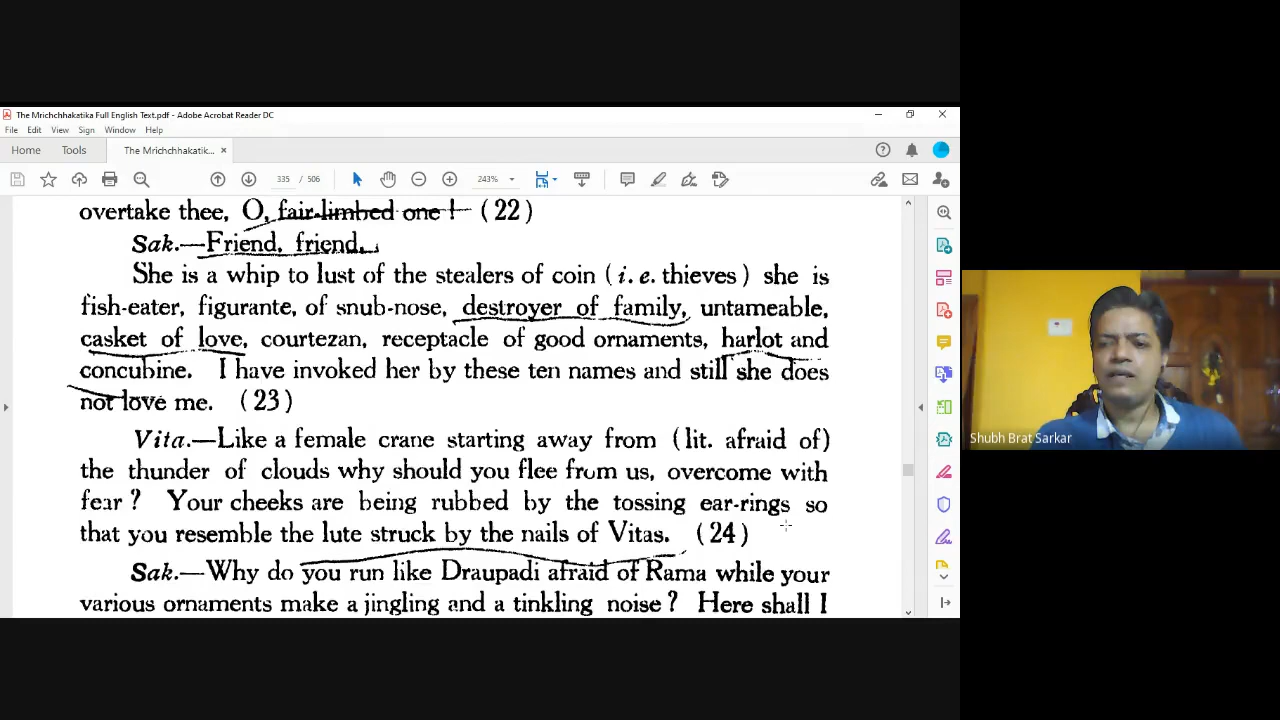 The Mrichchhakatika Full English Text.pdf - Adobe Acrobat Reader DC
File Edit View Sign Window Help
Home Tools The Mrichchhakatik... ×
335 / 506 243%
overtake thee, O, fair-limbed one ! (22)
Sak.—Friend, friend,
She is a whip to lust of the stealers of coin (i. e. thieves) she is
fish-eater, figurante, of snub-nose, destroyer of family, untameable,
casket of love, courtezan, receptacle of good ornaments, harlot and
concubine. I have invoked her by these ten names and still she does
not love me. (23)
Vita.—Like a female crane starting away from (lit. afraid of)
the thunder of clouds why should you flee from us, overcome with
fear ? Your cheeks are being rubbed by the tossing ear-rings so
that you resemble the lute struck by the nails of Vitas. (24)
Sak.—Why do you run like Draupadi afraid of Rama while your
various ornaments make a jingling and a tinkling noise ? Here shall I
Shubh Brat Sarkar